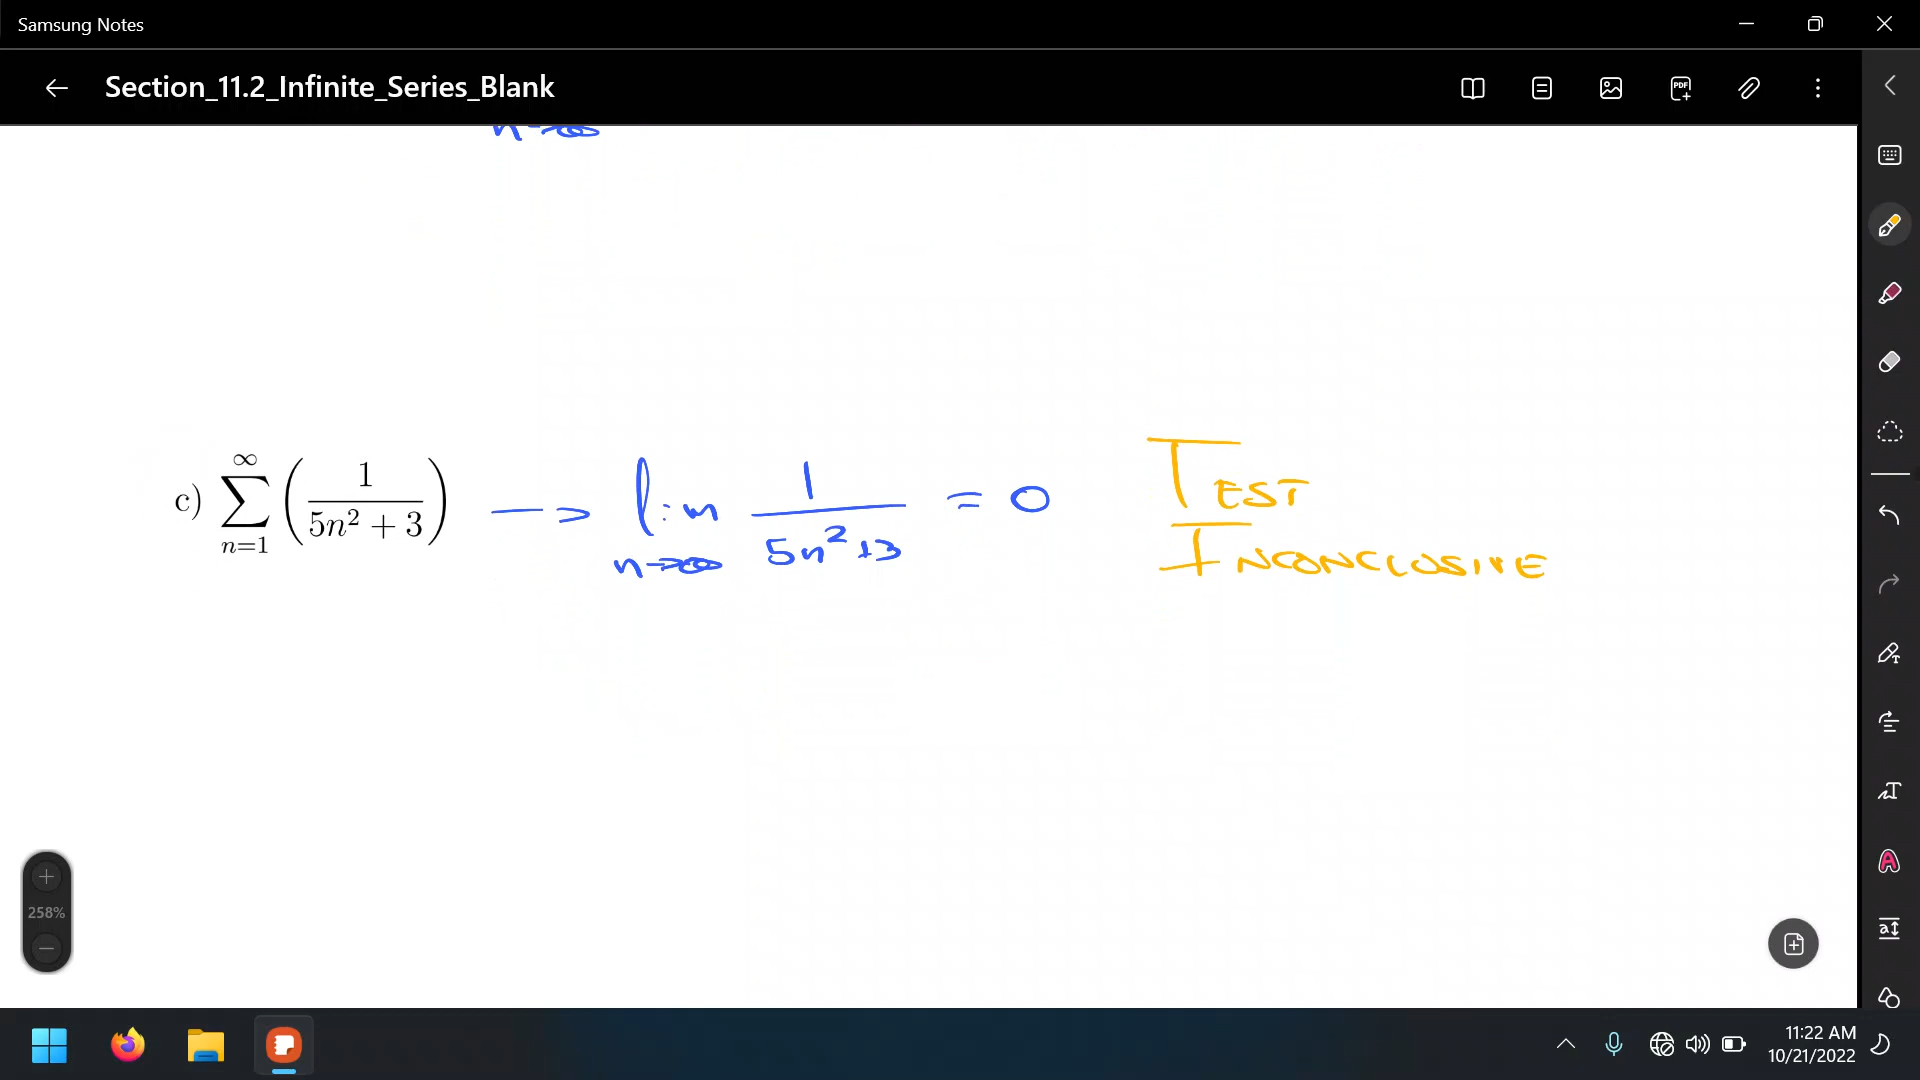 Samsung Notes
Section_11.2_Infinite_Series_Blank
n→∞
c) ∑_{n=1}^{∞} (1/(5n² + 3)) → lim_{n→∞} 1/(5n²+3) = 0
TEST
INCONCLUSIVE
258%
11:22 AM
10/21/2022